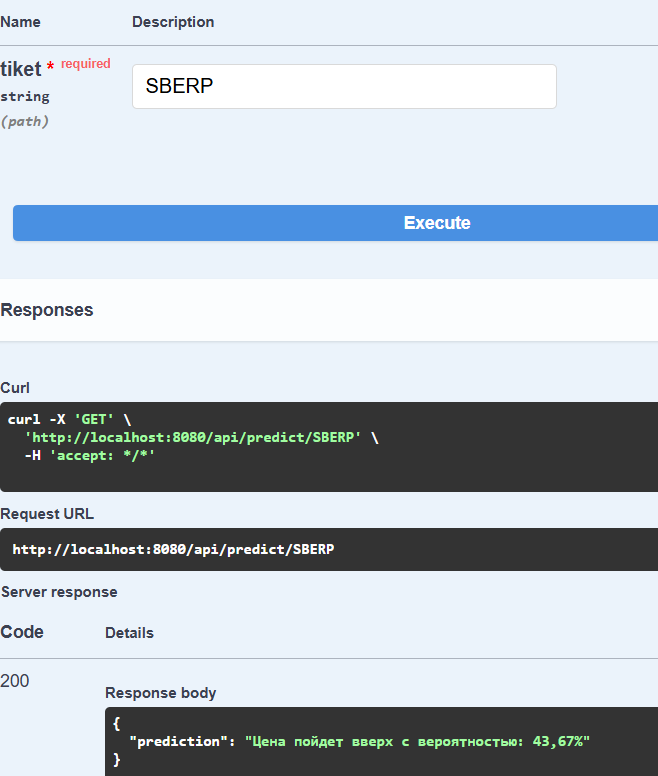 Name Description
tiket * required SBERP
string
(path)
Execute
Responses
Curl
curl -X 'GET' \
'http://localhost:8080/api/predict/SBERP' \
-H 'accept: */*'
Request URL
http://localhost:8080/api/predict/SBERP
Server response
Code Details
200
Response body
{
"prediction": "Цена пойдет вверх с вероятностью: 43,67%"
}